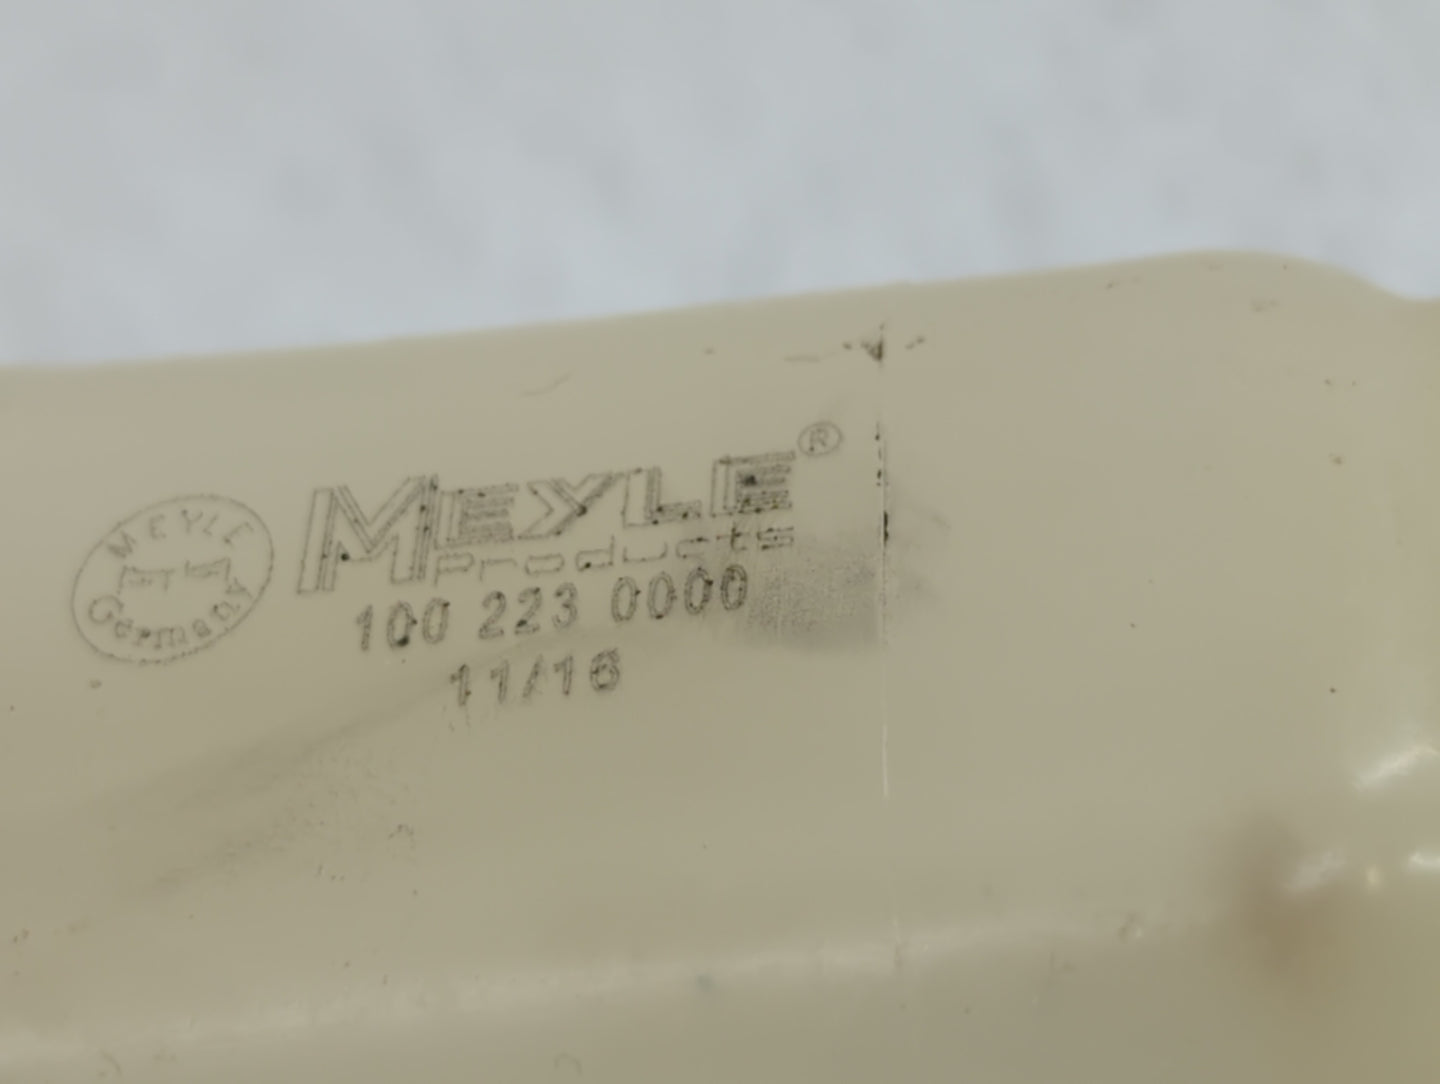 MEYLE
Germany
MEYLE®
Products
100 223 0000
11/16